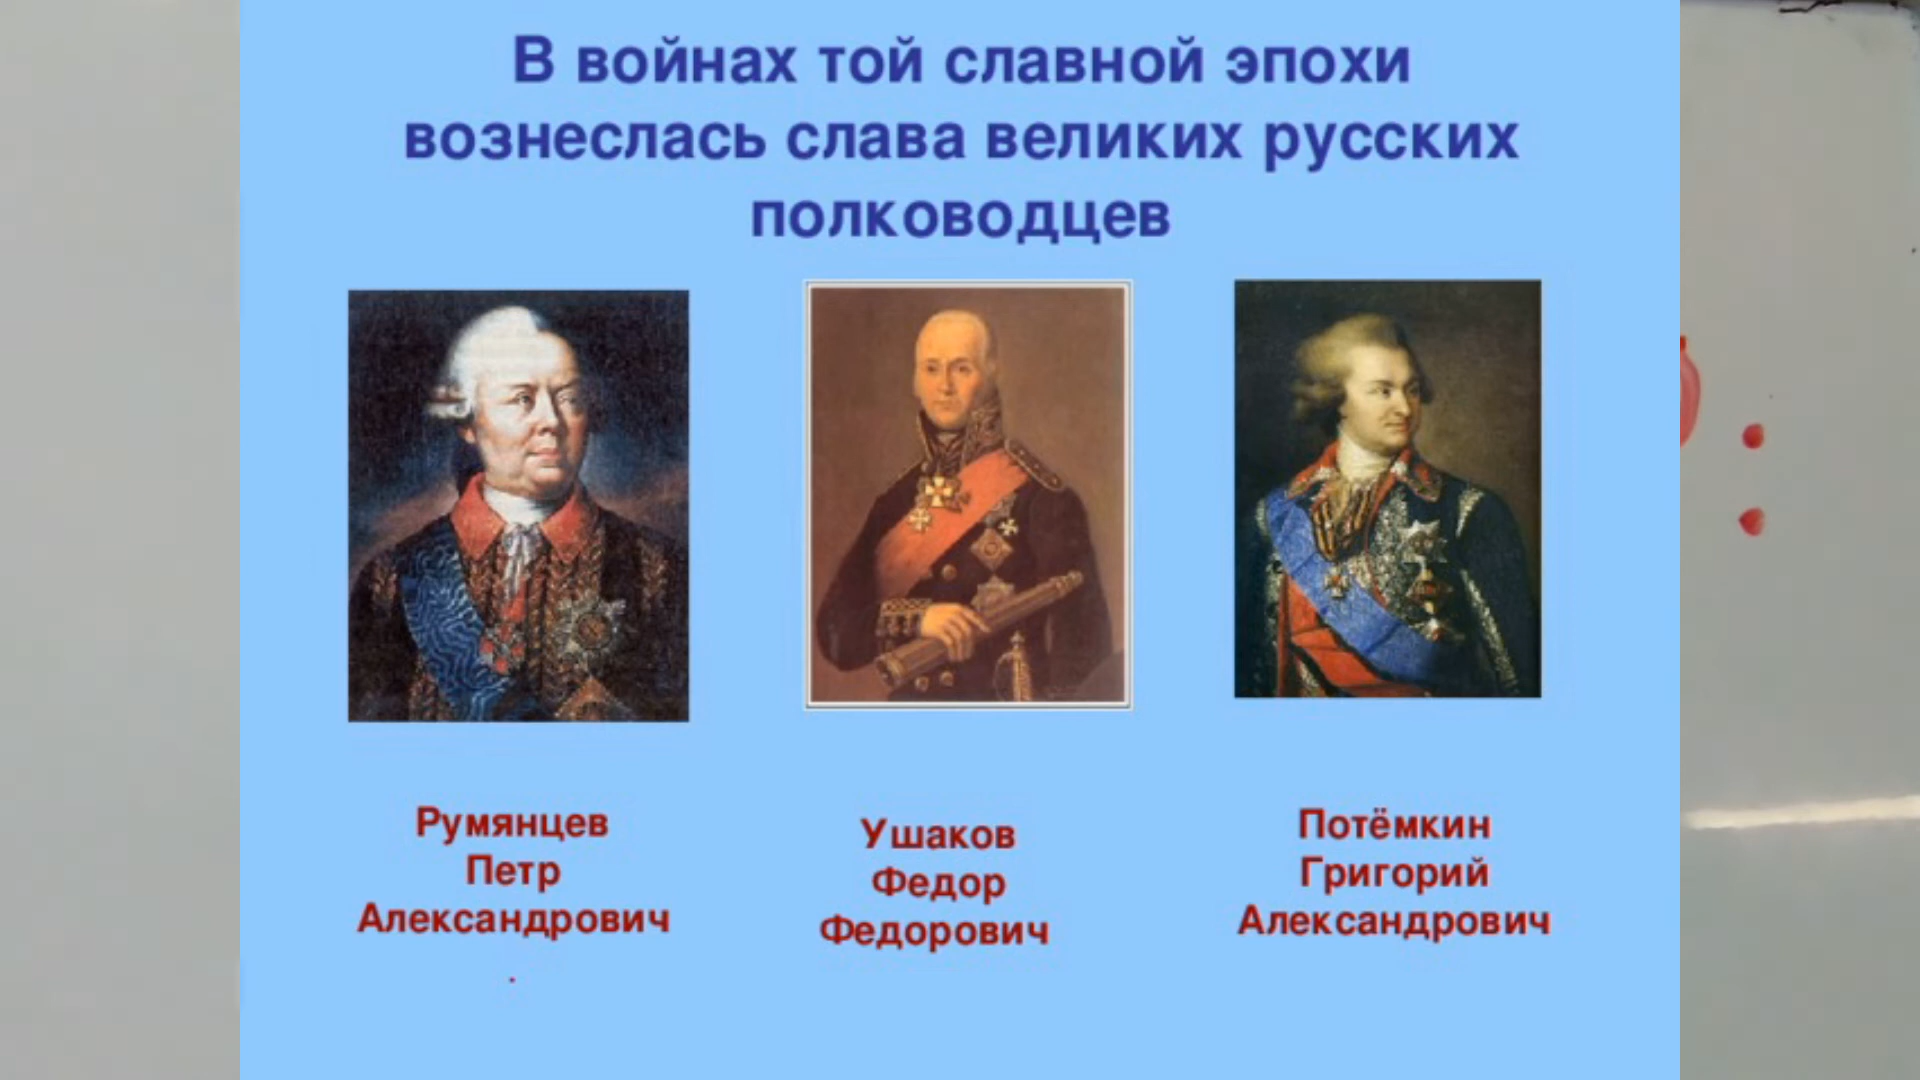 В войнах той славной эпохи
вознеслась слава великих русских
полководцев
Румянцев
Петр
Александрович
.
Ушаков
Федор
Федорович
Потёмкин
Григорий
Александрович